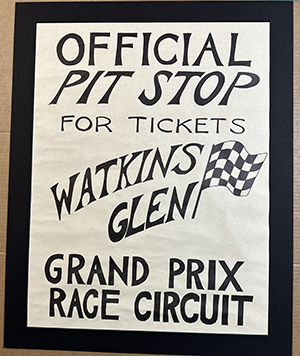 OFFICIAL
PIT STOP
FOR TICKETS
WATKINS
GLEN
GRAND PRIX
RACE CIRCUIT